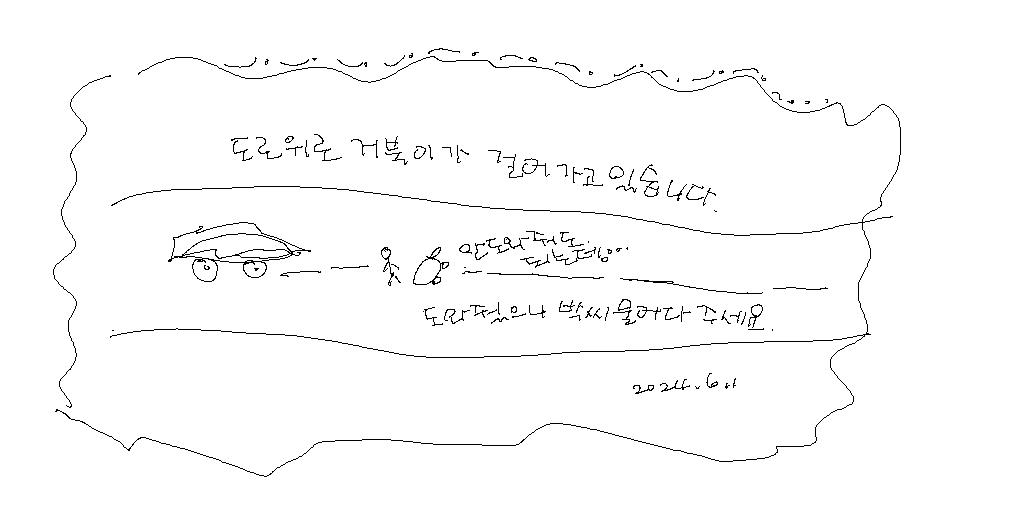 도로위로 거북이가 걸어가고 있습니다.
안도와줘도
되는데...
도와줬으니 박씨물어다 주세요.
2024.6.11